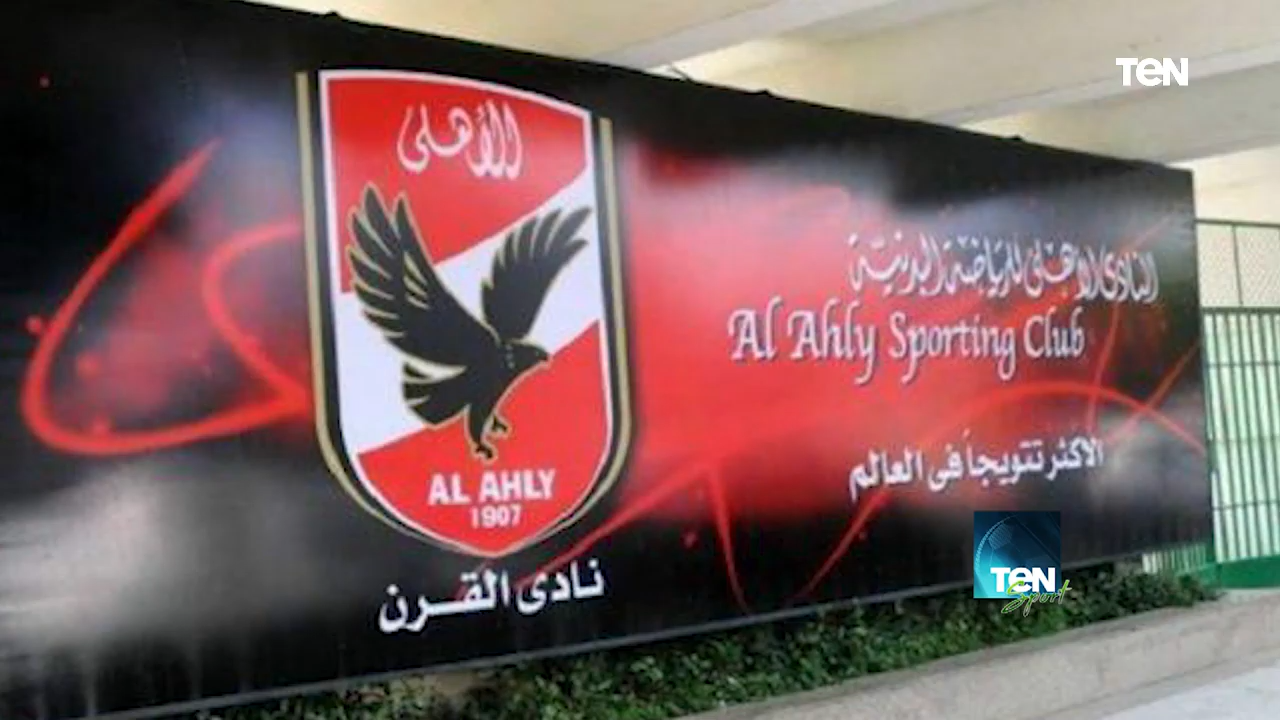 TEN
الأهلى
AL AHLY
1907
نادى القرن
النادى الأهلى للرياضة البدنية
Al Ahly Sporting Club
الأكثر تتويجاً فى العالم
TEN
Sport